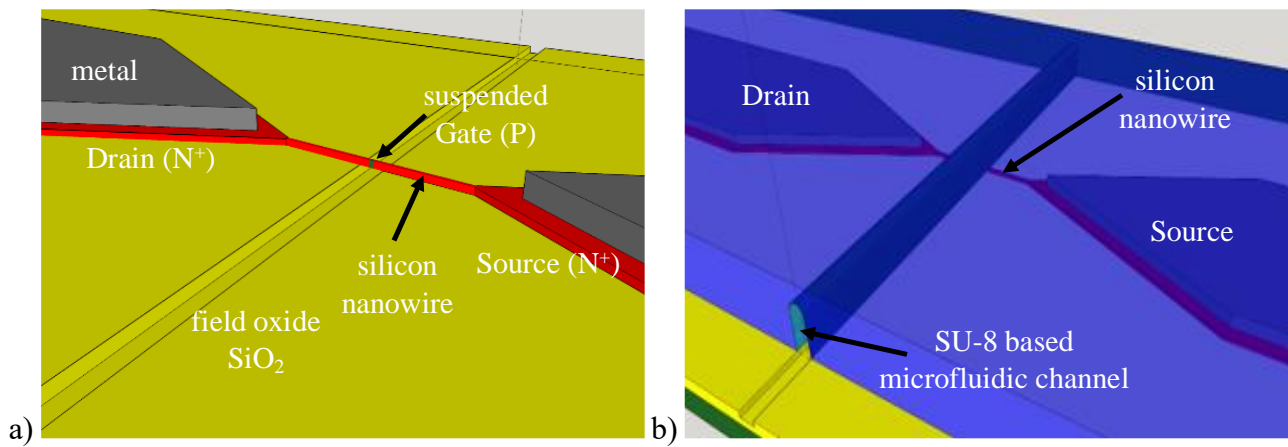 metal
suspended
Gate (P)
Drain (N⁺)
silicon
nanowire
Source (N⁺)
field oxide
SiO₂
a)
silicon
nanowire
Drain
Source
SU-8 based
microfluidic channel
b)